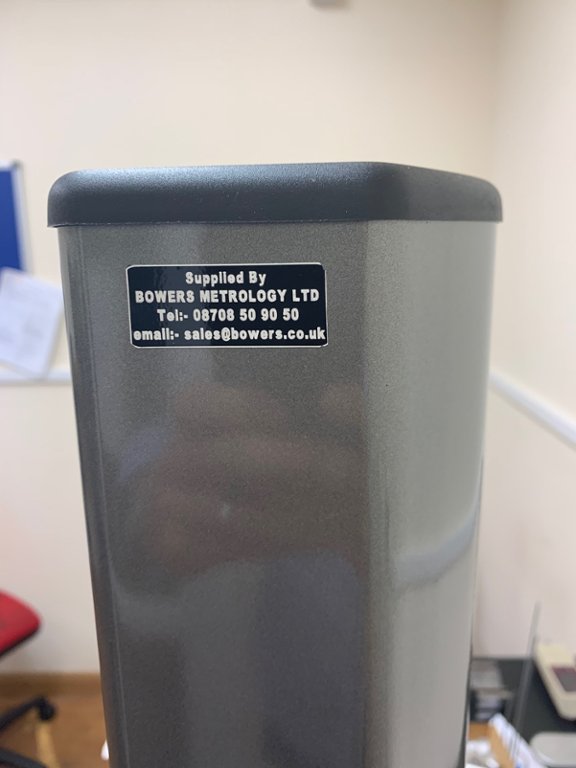 Supplied By
BOWERS METROLOGY LTD
Tel:- 08708 50 90 50
email:- sales@bowers.co.uk